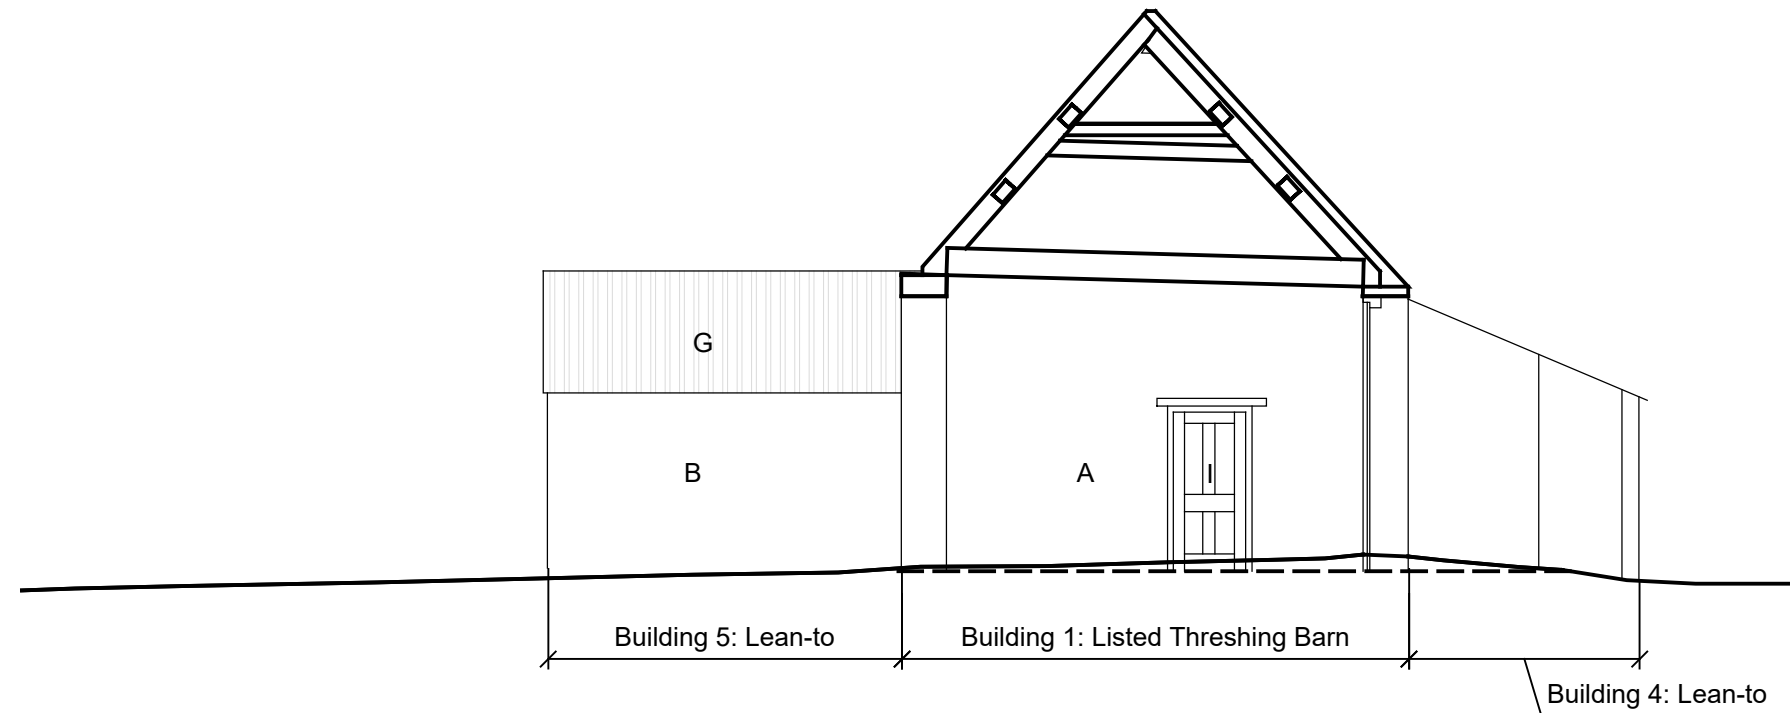 G
B
A
I
Building 5: Lean-to
Building 1: Listed Threshing Barn
Building 4: Lean-to